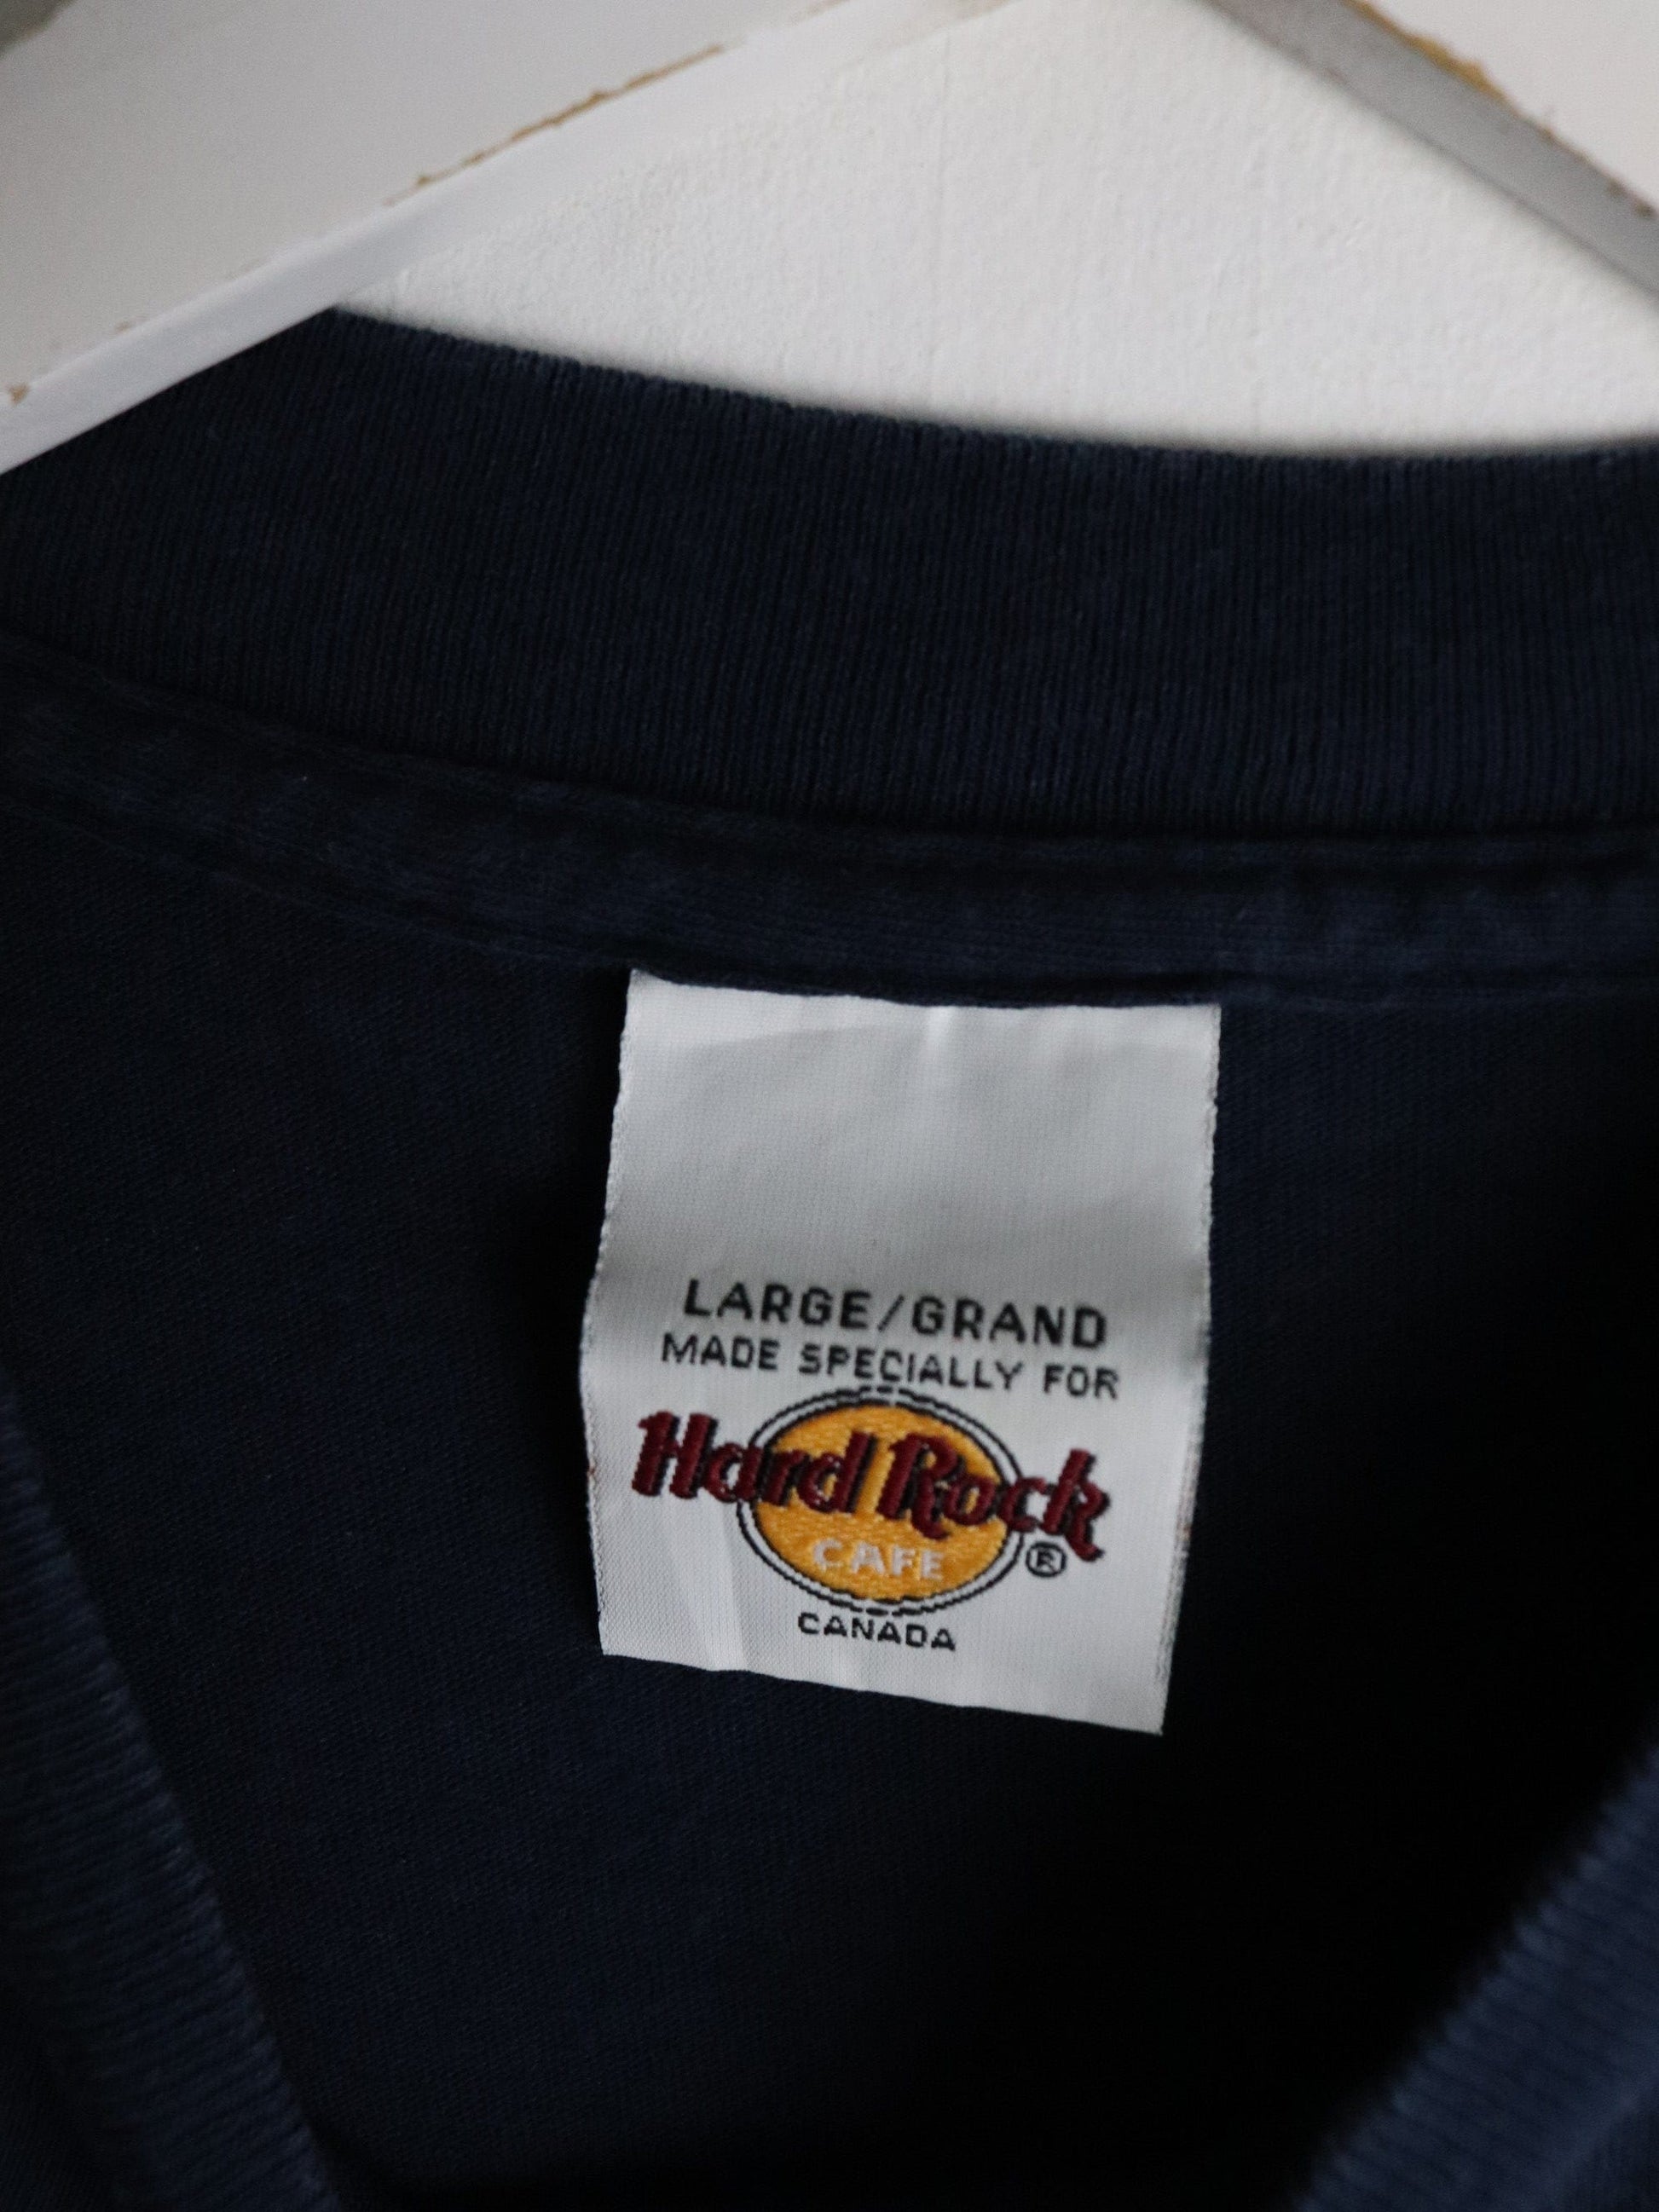 LARGE/GRAND
MADE SPECIALLY FOR
Hard Rock
CAFE ®
CANADA